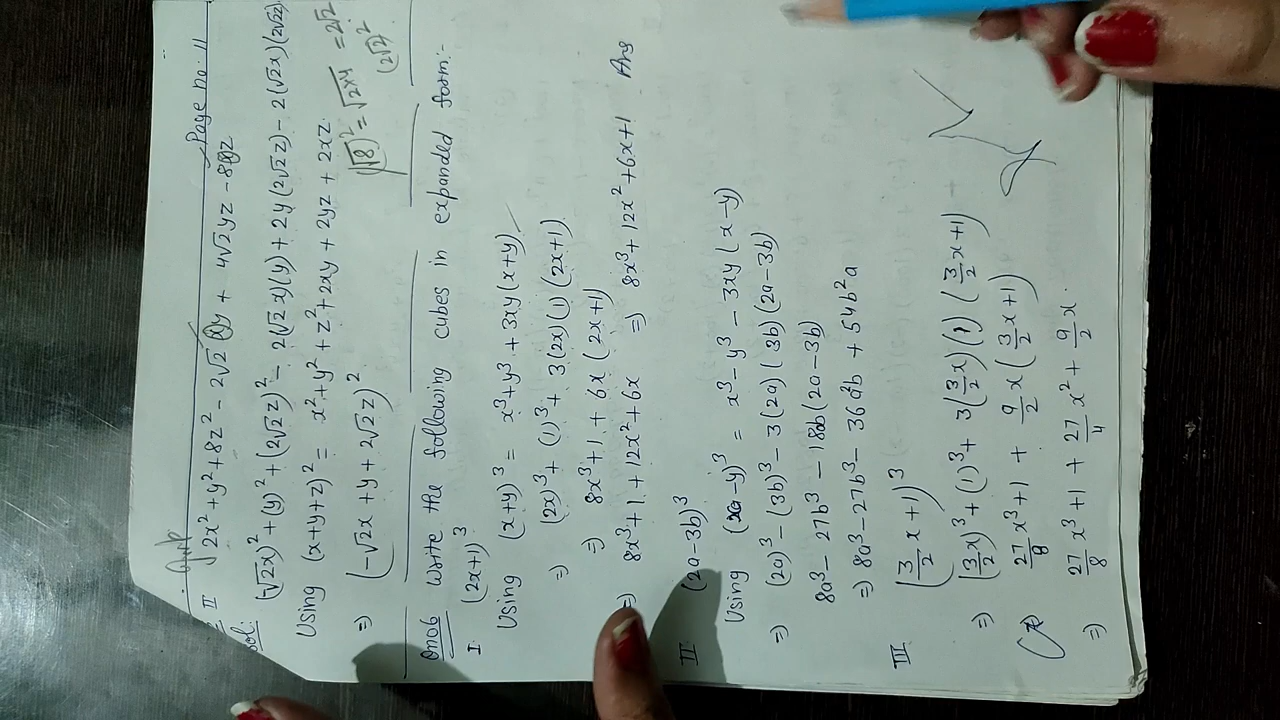 Page no. 11
II 2x² + y² + 8z² - 2√2 xy + 4√2 yz - 8xz
Sol:
(√2x)² + (y)² + (2√2z)² - 2(√2x)(y) + 2y(2√2z) - 2(√2x)(2√2z)
Using (x+y+z)² = x² + y² + z² + 2xy + 2yz + 2xz
(√8)² = √2×4 = 2√2
(2√2)²
⇒ (-√2x + y + 2√2z)²
Qno6 Write the following cubes in expanded form:-
I (2x+1)³
Using (x+y)³ = x³ + y³ + 3xy(x+y)
⇒ (2x)³ + (1)³ + 3(2x)(1)(2x+1)
⇒ 8x³ + 1 + 6x(2x+1)
⇒ 8x³ + 1 + 12x² + 6x ⇒ 8x³ + 12x² + 6x + 1 Ans
II (2a-3b)³
Using (x-y)³ = x³ - y³ - 3xy(x-y)
⇒ (2a)³ - (3b)³ - 3(2a)(3b)(2a-3b)
8a³ - 27b³ - 18ab(2a-3b)
⇒ 8a³ - 27b³ - 36a²b + 54b²a
III (3/2 x + 1)³
⇒ (3/2 x)³ + (1)³ + 3(3/2 x)(1)(3/2 x + 1)
27/8 x³ + 1 + 9/2 x(3/2 x + 1)
⇒ 27/8 x³ + 1 + 27/4 x² + 9/2 x.